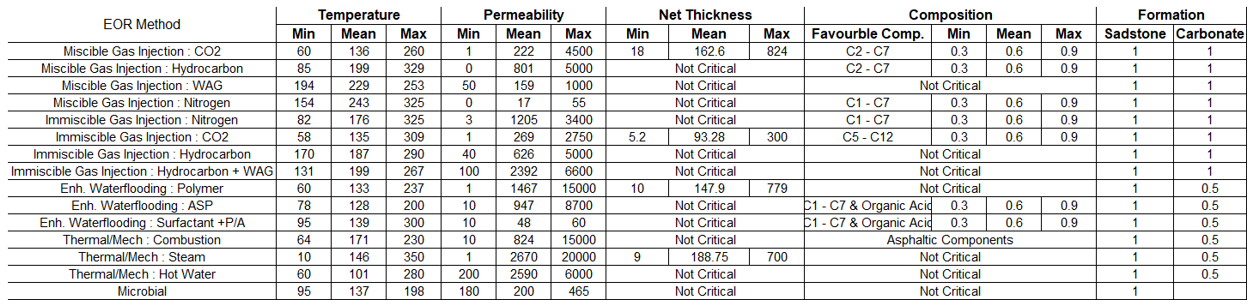 EOR Method Temperature Permeability Net Thickness Composition Formation
Min Mean Max Min Mean Max Min Mean Max Favourble Comp. Min Mean Max Sadstone Carbonate
Miscible Gas Injection : CO2 60 136 260 1 222 4500 18 162.6 824 C2 - C7 0.3 0.6 0.9 1 1
Miscible Gas Injection : Hydrocarbon 85 199 329 0 801 5000 Not Critical C2 - C7 0.3 0.6 0.9 1 1
Miscible Gas Injection : WAG 194 229 253 50 159 1000 Not Critical Not Critical 1 1
Miscible Gas Injection : Nitrogen 154 243 325 0 17 55 Not Critical C1 - C7 0.3 0.6 0.9 1 1
Immiscible Gas Injection : Nitrogen 82 176 325 3 1205 3400 Not Critical C1 - C7 0.3 0.6 0.9 1 1
Immiscible Gas Injection : CO2 58 135 309 1 269 2750 5.2 93.28 300 C5 - C12 0.3 0.6 0.9 1 1
Immiscible Gas Injection : Hydrocarbon 170 187 290 40 626 5000 Not Critical Not Critical 1 1
Immiscible Gas Injection : Hydrocarbon + WAG 131 199 267 100 2392 6600 Not Critical Not Critical 1 1
Enh. Waterflooding : Polymer 60 133 237 1 1467 15000 10 147.9 779 Not Critical 1 0.5
Enh. Waterflooding : ASP 78 128 200 10 947 8700 Not Critical C1 - C7 & Organic Acid 0.3 0.6 0.9 1 0.5
Enh. Waterflooding : Surfactant +P/A 95 139 300 10 48 60 Not Critical C1 - C7 & Organic Acid 0.3 0.6 0.9 1 0.5
Thermal/Mech : Combustion 64 171 230 10 824 15000 Not Critical Asphaltic Components 1 0.5
Thermal/Mech : Steam 10 146 350 1 2670 20000 9 188.75 700 Not Critical 1 0.5
Thermal/Mech : Hot Water 60 101 280 200 2590 6000 Not Critical Not Critical 1 0.5
Microbial 95 137 198 180 200 465 Not Critical Not Critical 1